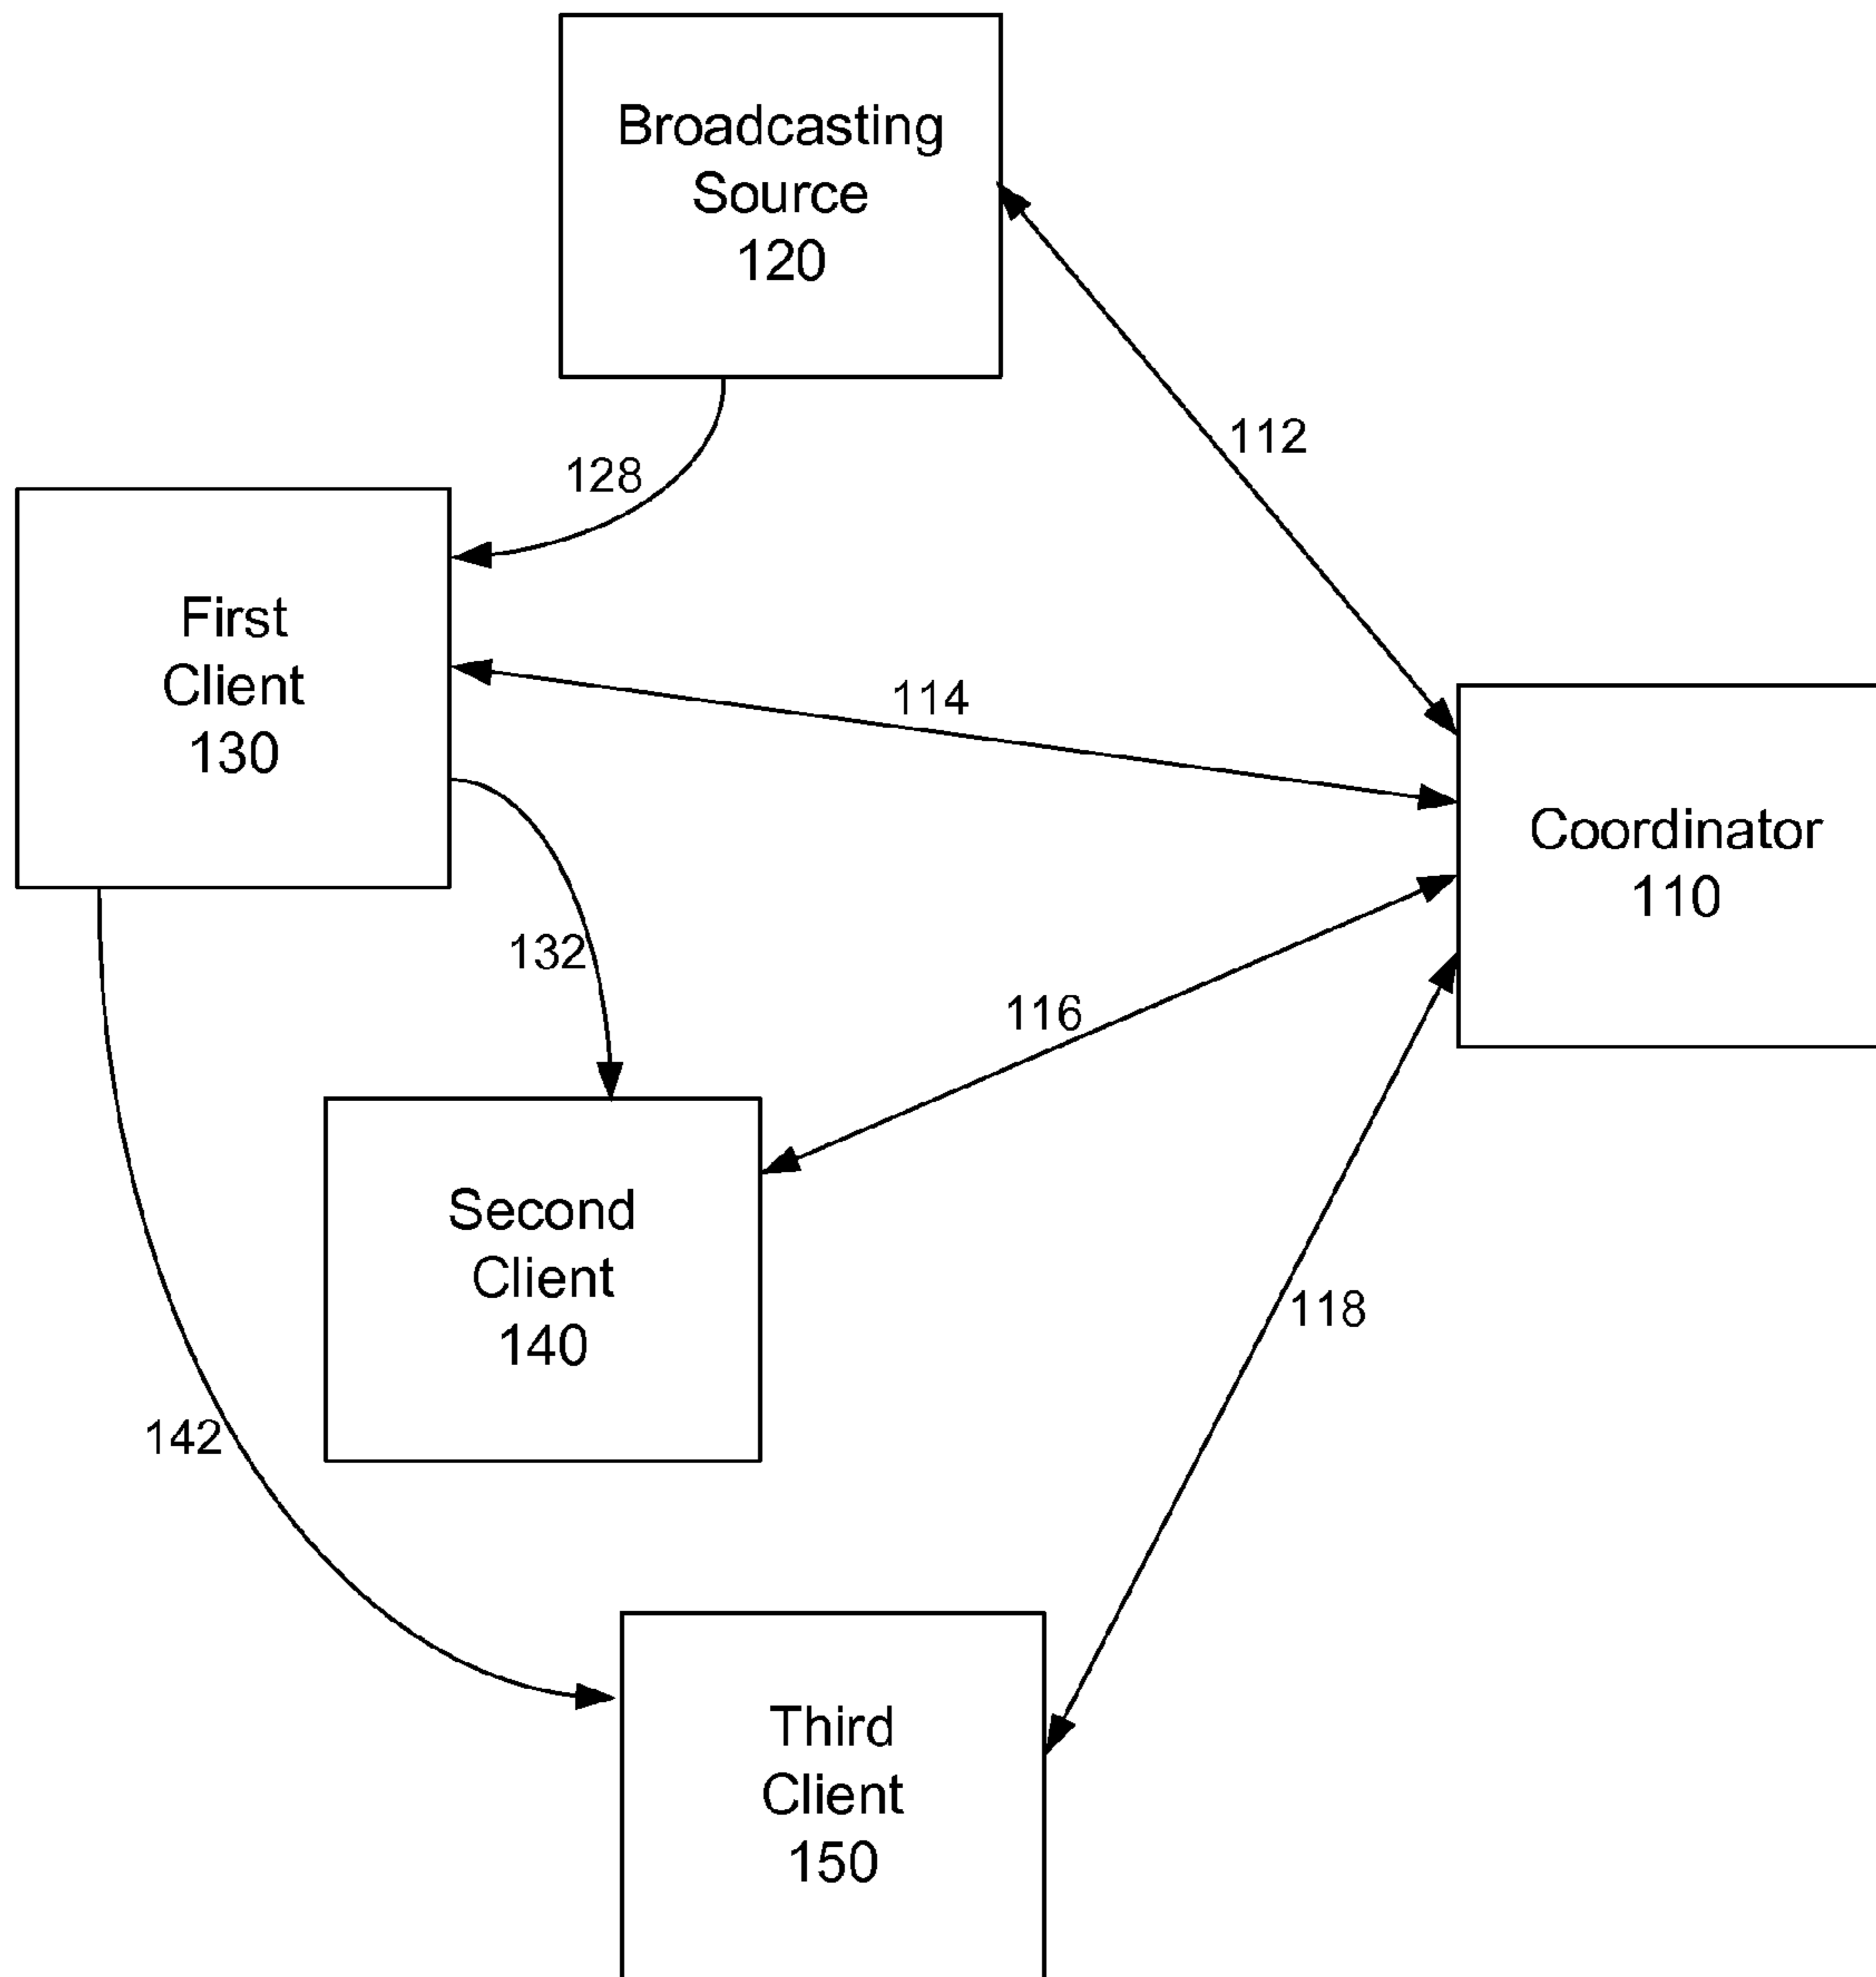 Broadcasting
Source
120
112
128
First
Client
130
114
Coordinator
110
132
116
Second
Client
140
118
142
Third
Client
150